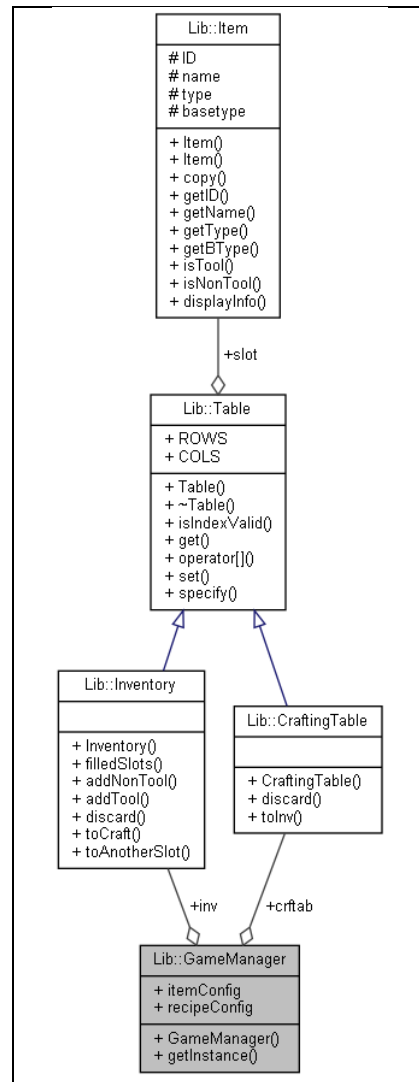 Lib::Item
# ID
# name
# type
# basetype
+ Item()
+ Item()
+ copy()
+ getID()
+ getName()
+ getType()
+ getBType()
+ isTool()
+ isNonTool()
+ displayInfo()
+slot
Lib::Table
+ ROWS
+ COLS
+ Table()
+ ~Table()
+ isIndexValid()
+ get()
+ operator[]()
+ set()
+ specify()
Lib::Inventory
+ Inventory()
+ filledSlots()
+ addNonTool()
+ addTool()
+ discard()
+ toCraft()
+ toAnotherSlot()
Lib::CraftingTable
+ CraftingTable()
+ discard()
+ toInv()
+inv
+crftab
Lib::GameManager
+ itemConfig
+ recipeConfig
+ GameManager()
+ getInstance()